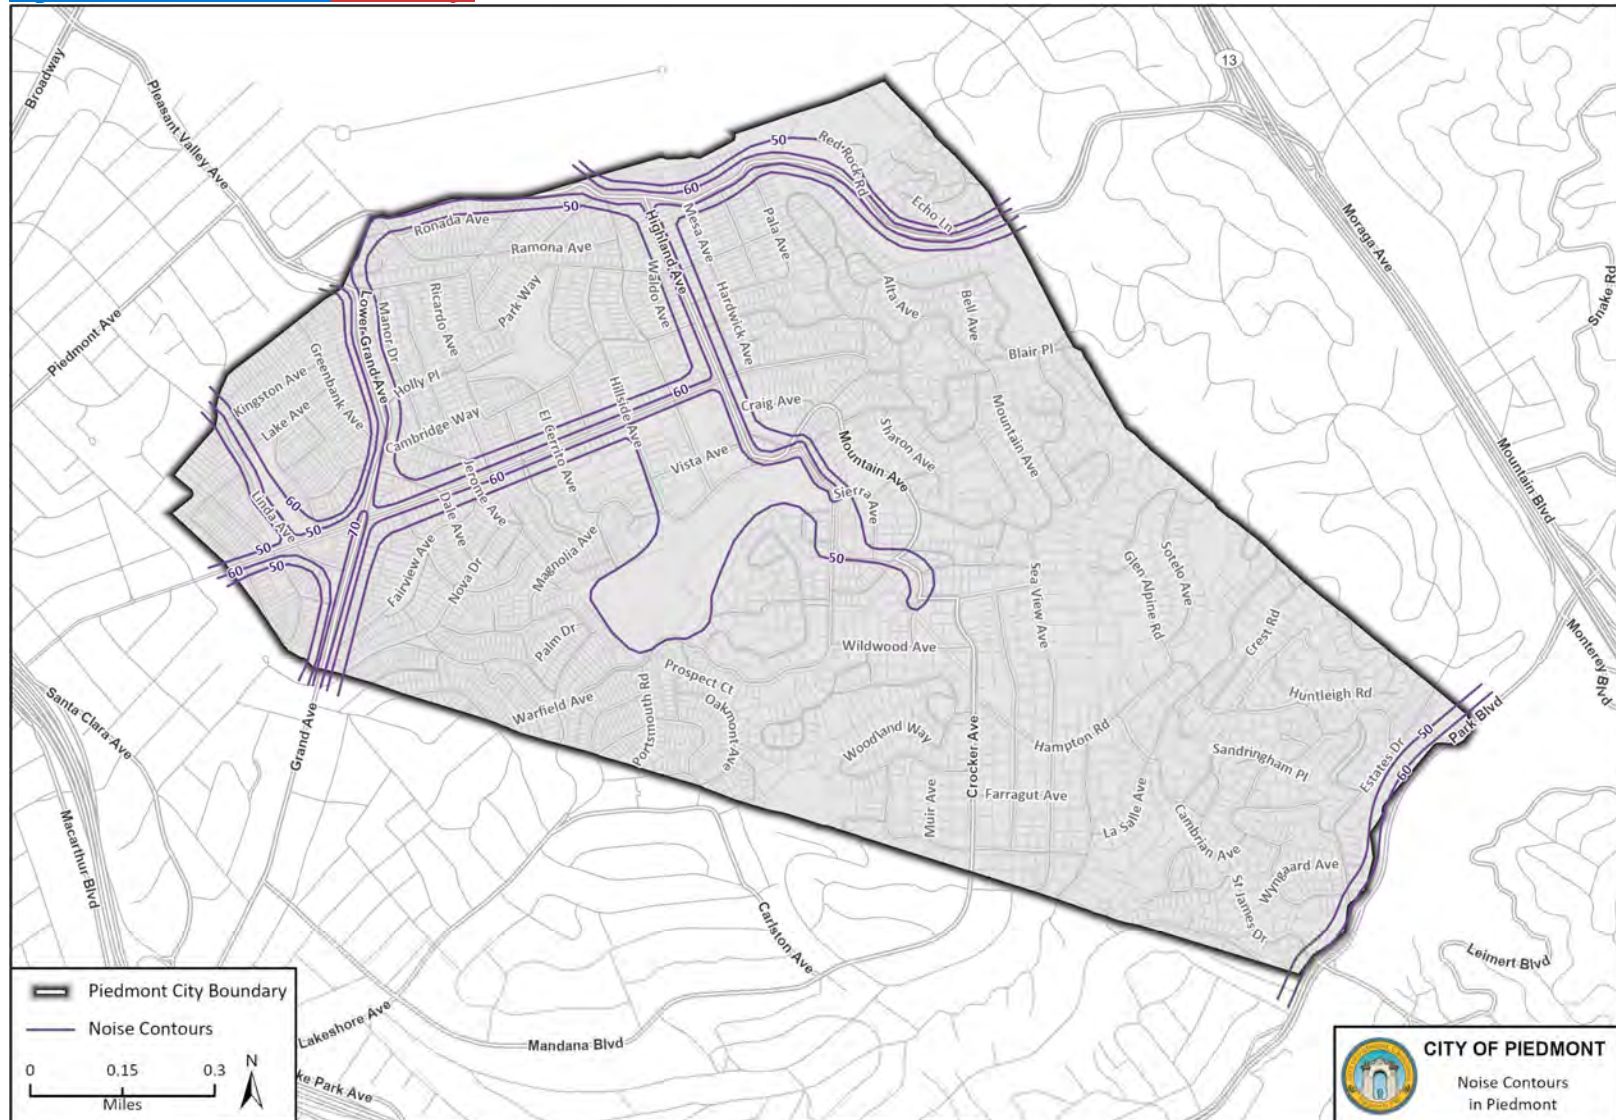 13
Broadway
Pleasant Valley Ave
Piedmont Ave
Moraga Ave
Snake Rd
Mountain Blvd
Monterey Blvd
Park Blvd
Leimert Blvd
Santa Clara Ave
Macarthur Blvd
Grand Ave
Lakeshore Ave
ke Park Ave
Mandana Blvd
Carlston Ave
Crocker Ave
50
Red Rock Rd
60
Echo Ln
50
Ronada Ave
Ramona Ave
Highland Ave
Mesa Ave
Pala Ave
Waldo Ave
Hardwick Ave
Alta Ave
Bell Ave
Blair Pl
Park Way
Ricardo Ave
Manor Dr
Lower Grand Ave
Greenbank Ave
Kingston Ave
Lake Ave
Holly Pl
Cambridge Way
Hillside Ave
60
El Cerrito Ave
Craig Ave
Vista Ave
Mountain Ave
Sharon Ave
Mountain Ave
Sierra Ave
60
Jerome Ave
Dale Ave
60
Linda Ave
50
70
50
50
60
Fairview Ave
Nova Dr
Magnolia Ave
50
Palm Dr
Wildwood Ave
Sea View Ave
Glen Alpine Rd
Sotelo Ave
Crest Rd
Prospect Ct
Portsmouth Rd
Oakmont Ave
Warfield Ave
Woodland Way
Hampton Rd
Huntleigh Rd
Sandringham Pl
Estates Dr
50
60
Muir Ave
Farragut Ave
La Salle Ave
Cambrian Ave
Wyngaard Ave
St James Dr
Piedmont City Boundary
Noise Contours
0 0.15 0.3
Miles
N
CITY OF PIEDMONT
Noise Contours
in Piedmont